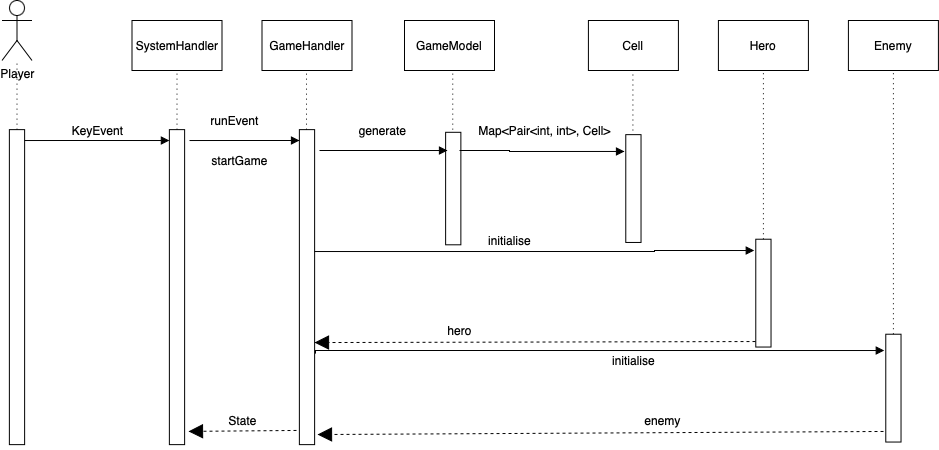 SystemHandler
GameHandler
GameModel
Cell
Hero
Enemy
Player
runEvent
KeyEvent
generate
Map<Pair<int, int>, Cell>
startGame
initialise
hero
initialise
State
enemy